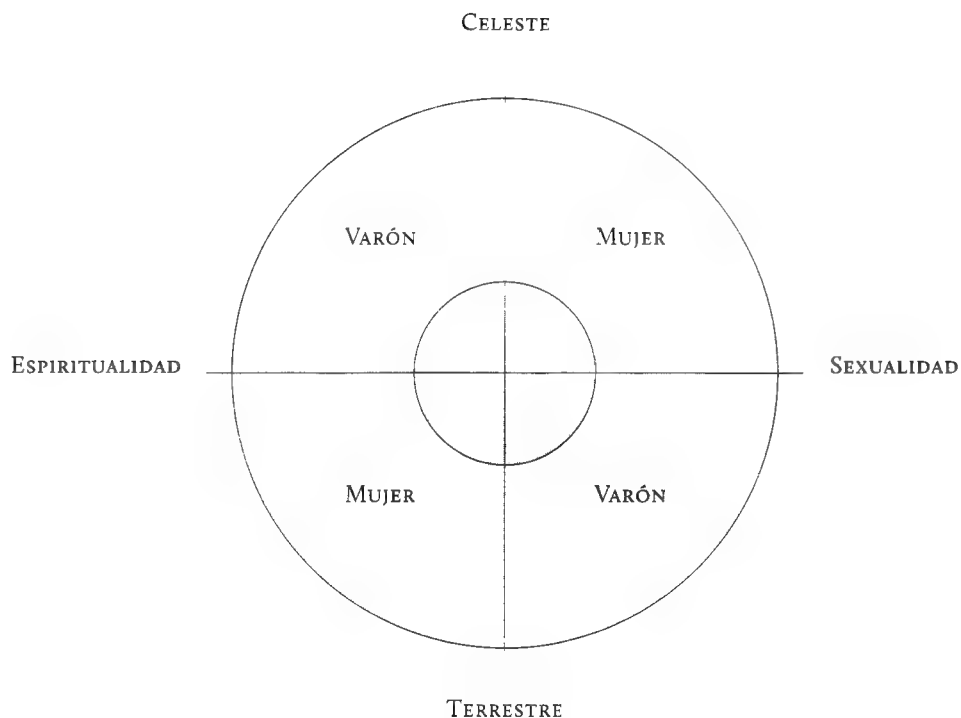 CELESTE
VARÓN MUJER
ESPIRITUALIDAD SEXUALIDAD
MUJER VARÓN
TERRESTRE